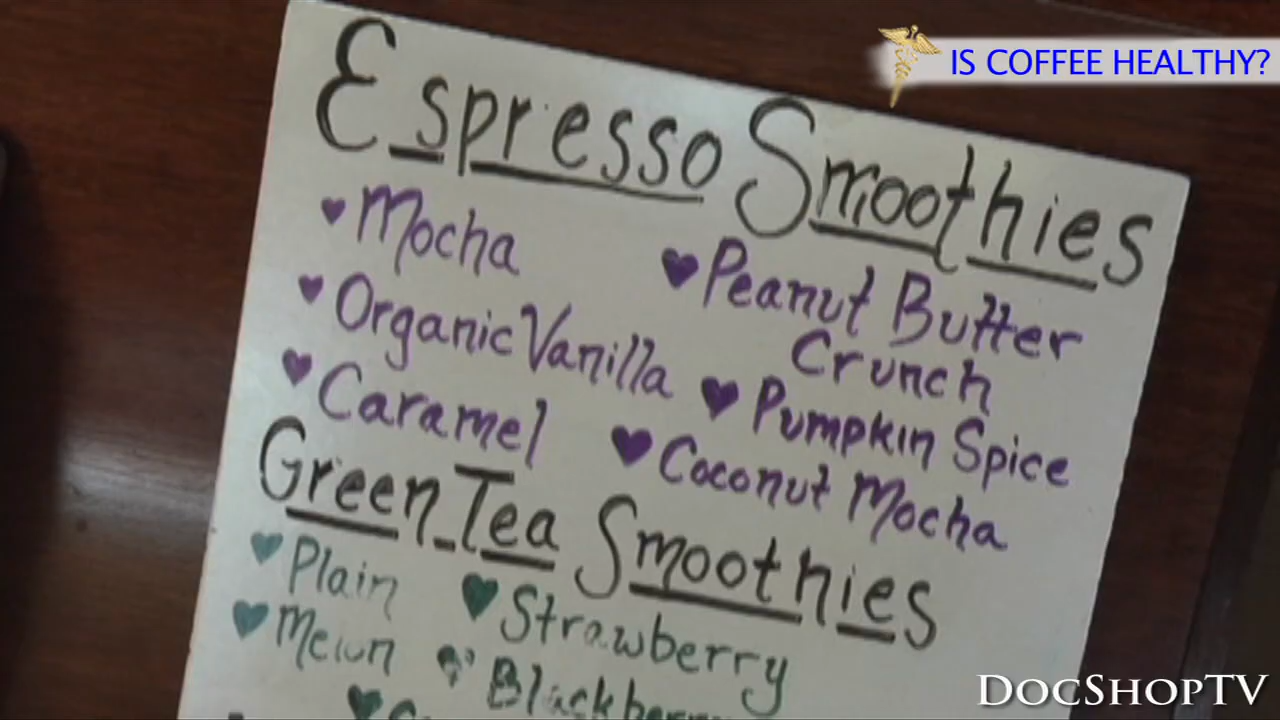 IS COFFEE HEALTHY?
Espresso Smoothies
Mocha
Organic Vanilla
Caramel
Peanut Butter
Crunch
Pumpkin Spice
Coconut Mocha
Green Tea Smoothies
Plain
Melon
Strawberry
DOCSHOPTV